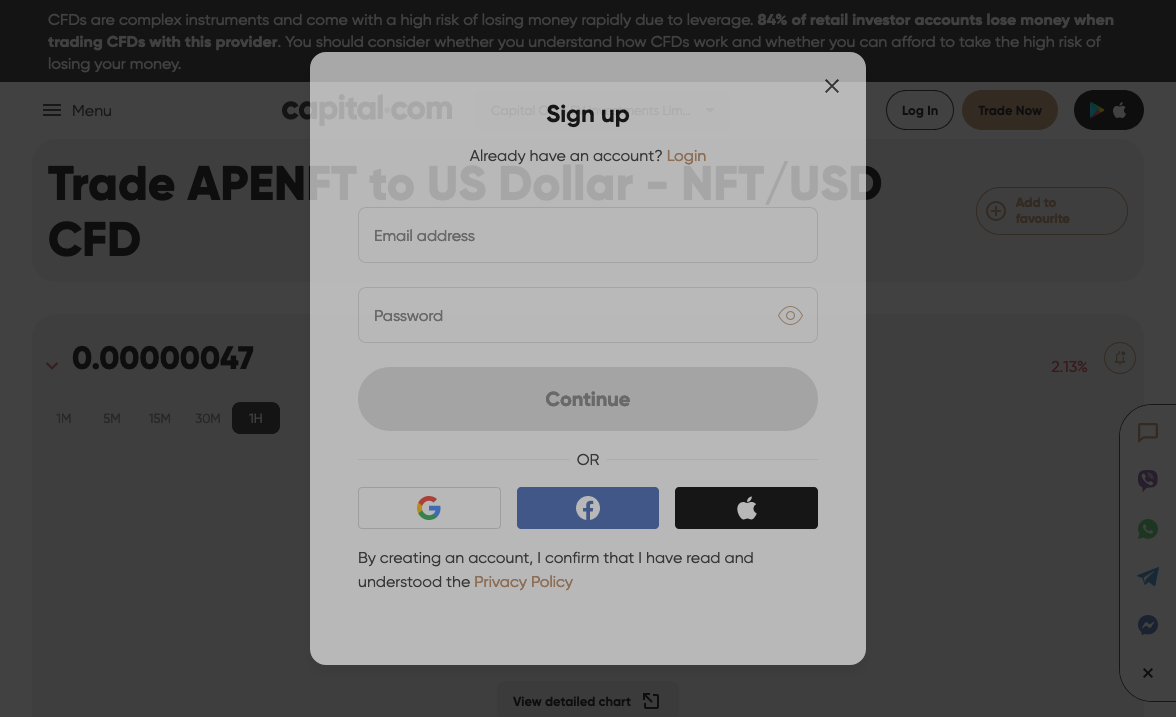 CFDs are complex instruments and come with a high risk of losing money rapidly due to leverage. 84% of retail investor accounts lose money when
trading CFDs with this provider. You should consider whether you understand how CFDs work and whether you can afford to take the high risk of
losing your money.
Menu
capital.com
Log In
Trade Now
Sign up
Already have an account? Login
Trade APENFT to US Dollar - NFT/USD
CFD
Add to
favourite
Email address
Password
0.00000047
2.13%
1M
5M
15M
30M
1H
Continue
OR
By creating an account, I confirm that I have read and
understood the Privacy Policy
View detailed chart